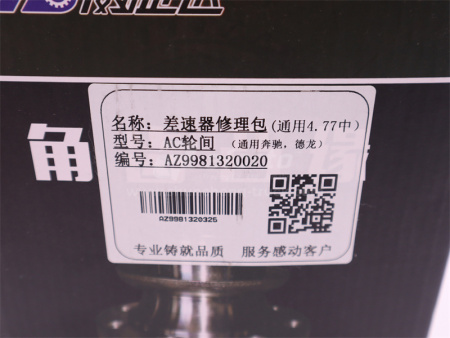 名称：差速器修理包(通用4.77中)
型号：AC轮间（通用奔驰，德龙）
编号：AZ9981320020
AZ9981320325
专业铸就品质 服务感动客户